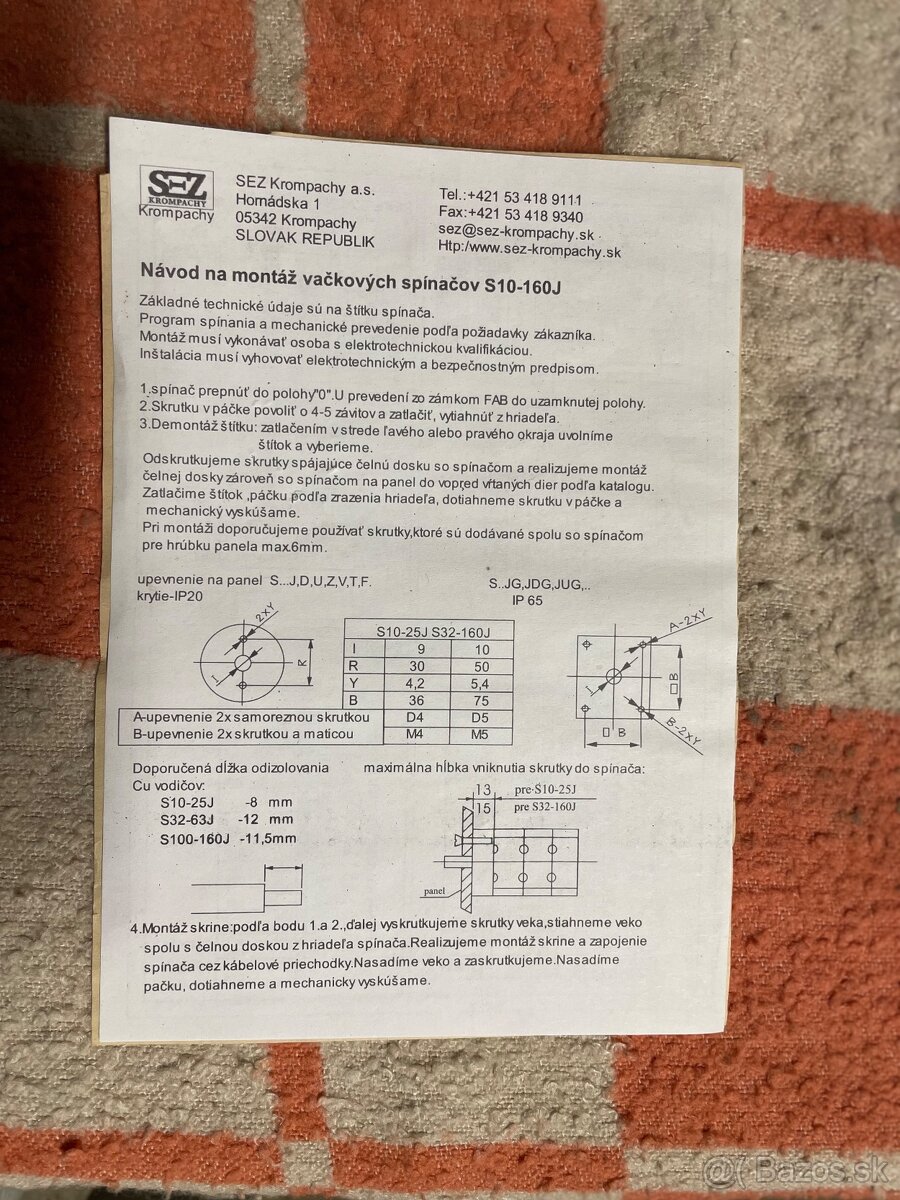 SEZ
KROMPACHY
Krompachy
SEZ Krompachy a.s.
Hornádska 1
05342 Krompachy
SLOVAK REPUBLIK
Tel.:+421 53 418 9111
Fax:+421 53 418 9340
sez@sez-krompachy.sk
Htp:/www.sez-krompachy.sk
Návod na montáž vačkových spínačov S10-160J
Základné technické údaje sú na štítku spínača.
Program spínania a mechanické prevedenie podľa požiadavky zákazníka.
Montáž musí vykonávať osoba s elektrotechnickou kvalifikáciou.
Inštalácia musí vyhovovať elektrotechnickým a bezpečnostným predpisom.
1.spínač prepnúť do polohy"0".U prevedení zo zámkom FAB do uzamknutej polohy.
2.Skrutku v páčke povoliť o 4-5 závitov a zatlačiť, vytiahnúť z hriadeľa.
3.Demontáž štítku: zatlačením v strede ľavého alebo pravého okraja uvolníme
štítok a vyberieme.
Odskrutkujeme skrutky spájajúce čelnú dosku so spínačom a realizujeme montáž
čelnej dosky zároveň so spínačom na panel do vopred vŕtaných dier podľa katalogu.
Zatlačime štítok ,páčku podľa zrazenia hriadeľa, dotiahneme skrutku v páčke a
mechanický vyskúšame.
Pri montáži doporučujeme používať skrutky,ktoré sú dodávané spolu so spínačom
pre hrúbku panela max.6mm.
upevnenie na panel S...J,D,U,Z,V,T,F.
krytie-IP20
S..JG,JDG,JUG,..
IP 65
2XY
R
I
S10-25J S32-160J
I 9 10
R 30 50
Y 4,2 5,4
B 36 75
A-upevnenie 2x samoreznou skrutkou D4 D5
B-upevnenie 2x skrutkou a maticou M4 M5
A-2XY
I
□B
B-2XY
□ B
Doporučená dĺžka odizolovania
Cu vodičov:
S10-25J -8 mm
S32-63J -12 mm
S100-160J -11,5mm
maximálna hĺbka vniknutia skrutky do spínača:
13 pre S10-25J
15 pre S32-160J
panel
4.Montáž skrine:podľa bodu 1.a 2.,ďalej vyskrutkujeme skrutky veka,stiahneme veko
spolu s čelnou doskou z hriadeľa spínača.Realizujeme montáž skrine a zapojenie
spínača cez kábelové priechodky.Nasadíme veko a zaskrutkujeme.Nasadíme
pačku, dotiahneme a mechanicky vyskúšame.
Bazos.sk